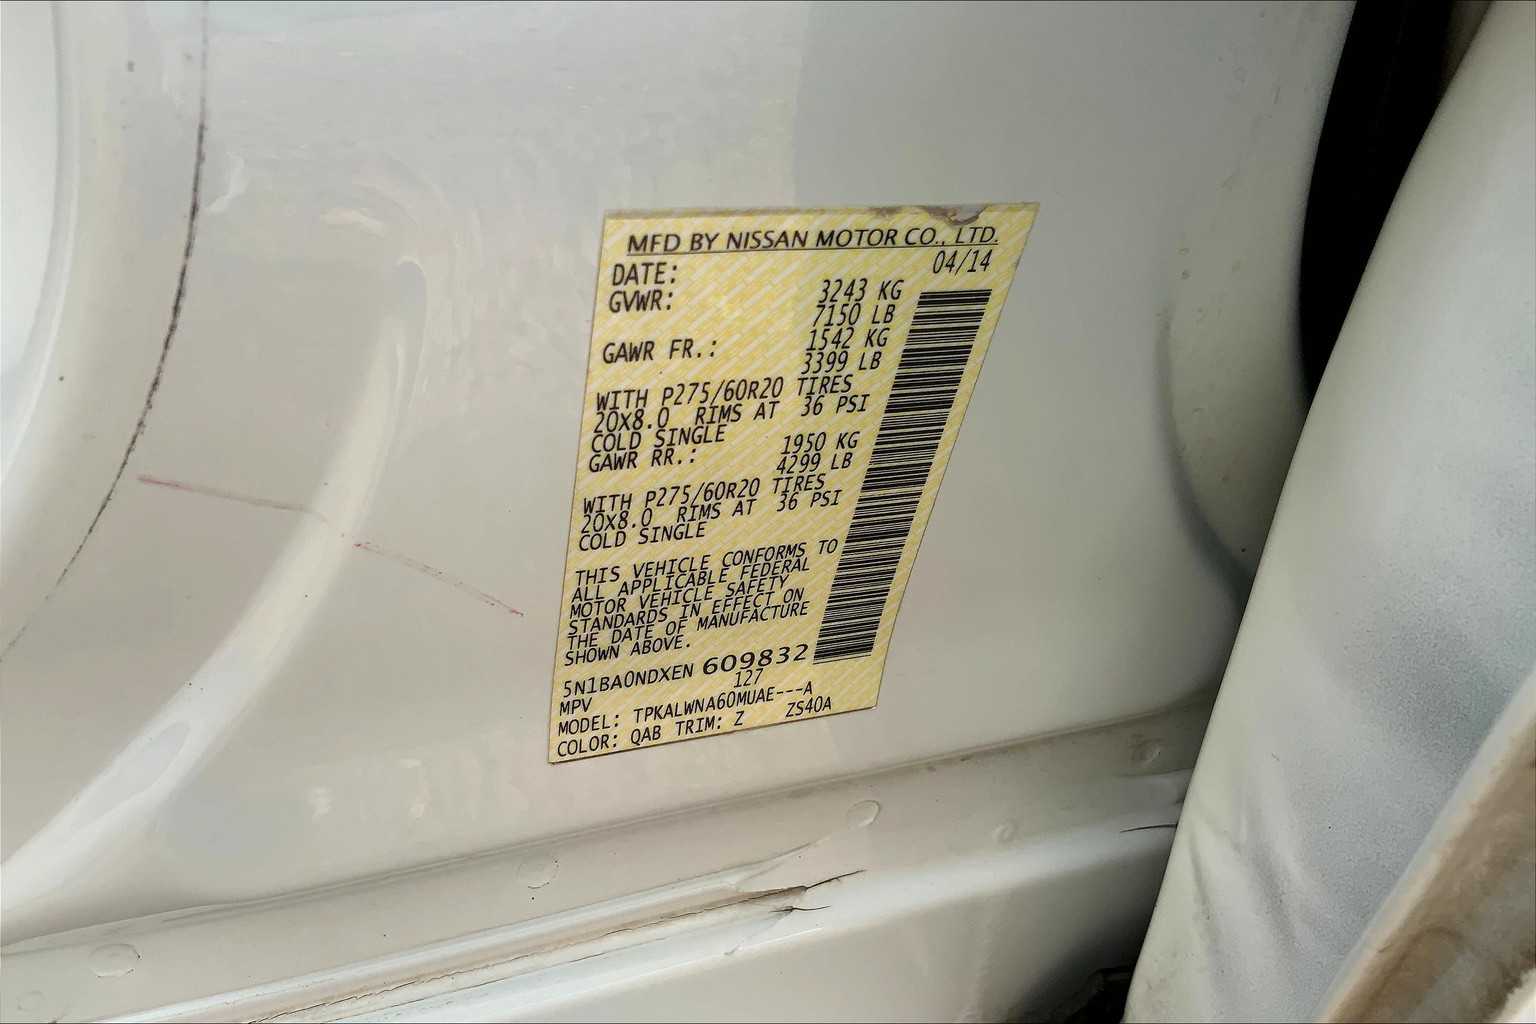 MFD BY NISSAN MOTOR CO., LTD.
DATE: 04/14
GVWR: 3243 KG
7150 LB
GAWR FR.: 1542 KG
3399 LB
WITH P275/60R20 TIRES
20X8.0 RIMS AT 36 PSI
COLD SINGLE
GAWR RR.: 1950 KG
4299 LB
WITH P275/60R20 TIRES
20X8.0 RIMS AT 36 PSI
COLD SINGLE
THIS VEHICLE CONFORMS TO
ALL APPLICABLE FEDERAL
MOTOR VEHICLE SAFETY
STANDARDS IN EFFECT ON
THE DATE OF MANUFACTURE
SHOWN ABOVE.
5N1BA0NDXEN 609832
MPV 127
MODEL: TPKALWNA60MUAE---A
COLOR: QAB TRIM: Z ZS40A